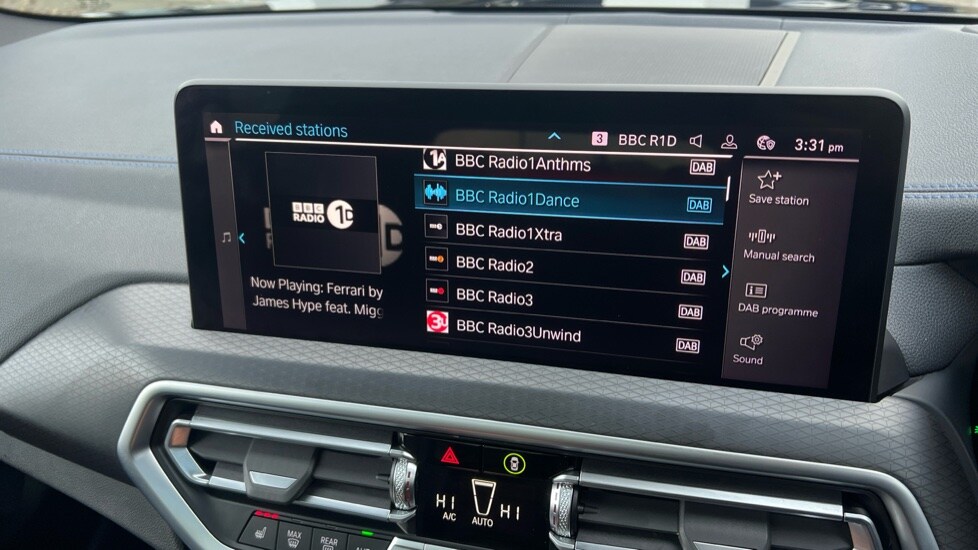 Received stations
3 BBC R1D
3:31 pm
BBC
RADIO 1D
Now Playing: Ferrari by
James Hype feat. Migg
1A BBC Radio1Anthms DAB
BBC Radio1Dance DAB
BBC Radio1Xtra DAB
BBC Radio2 DAB
BBC Radio3 DAB
3U BBC Radio3Unwind DAB
Save station
Manual search
DAB programme
Sound
HI
A/C
AUTO
HI
MAX
REAR